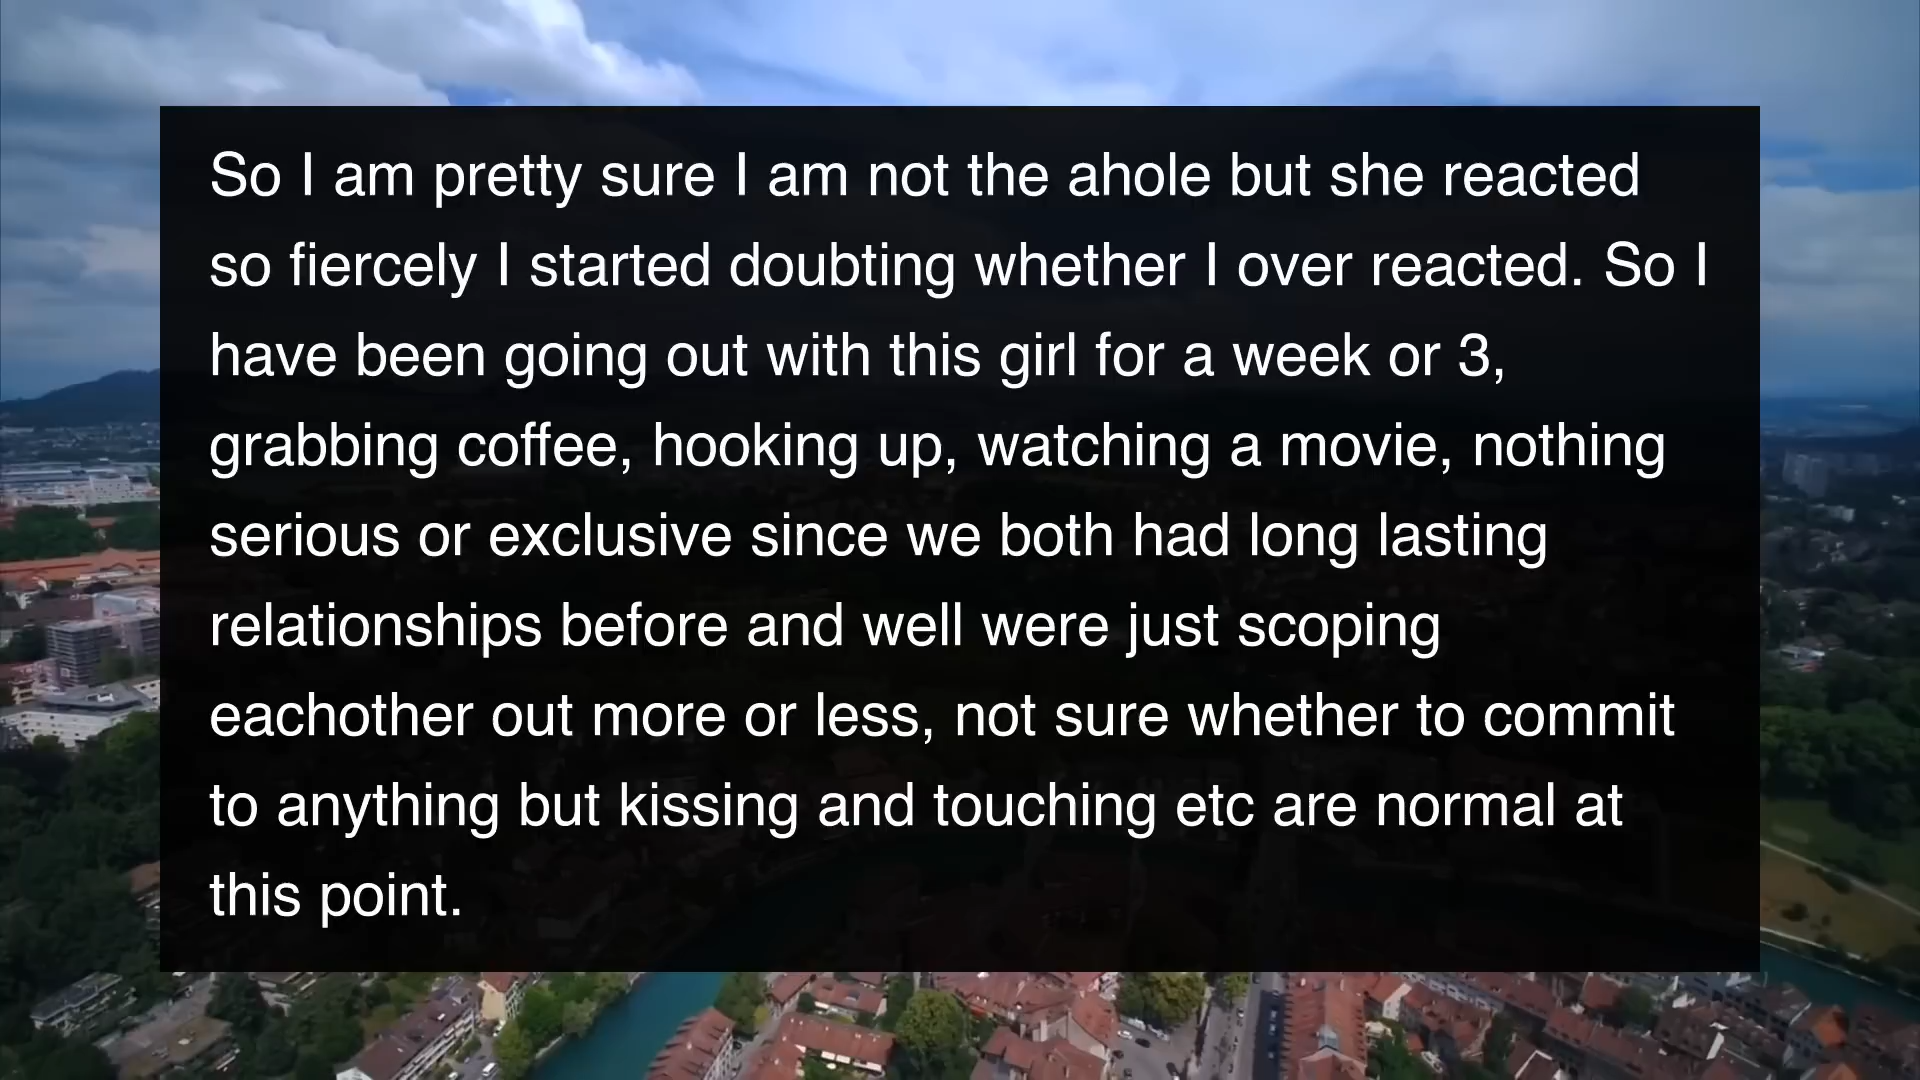 So I am pretty sure I am not the ahole but she reacted
so fiercely I started doubting whether I over reacted. So I
have been going out with this girl for a week or 3,
grabbing coffee, hooking up, watching a movie, nothing
serious or exclusive since we both had long lasting
relationships before and well were just scoping
eachother out more or less, not sure whether to commit
to anything but kissing and touching etc are normal at
this point.